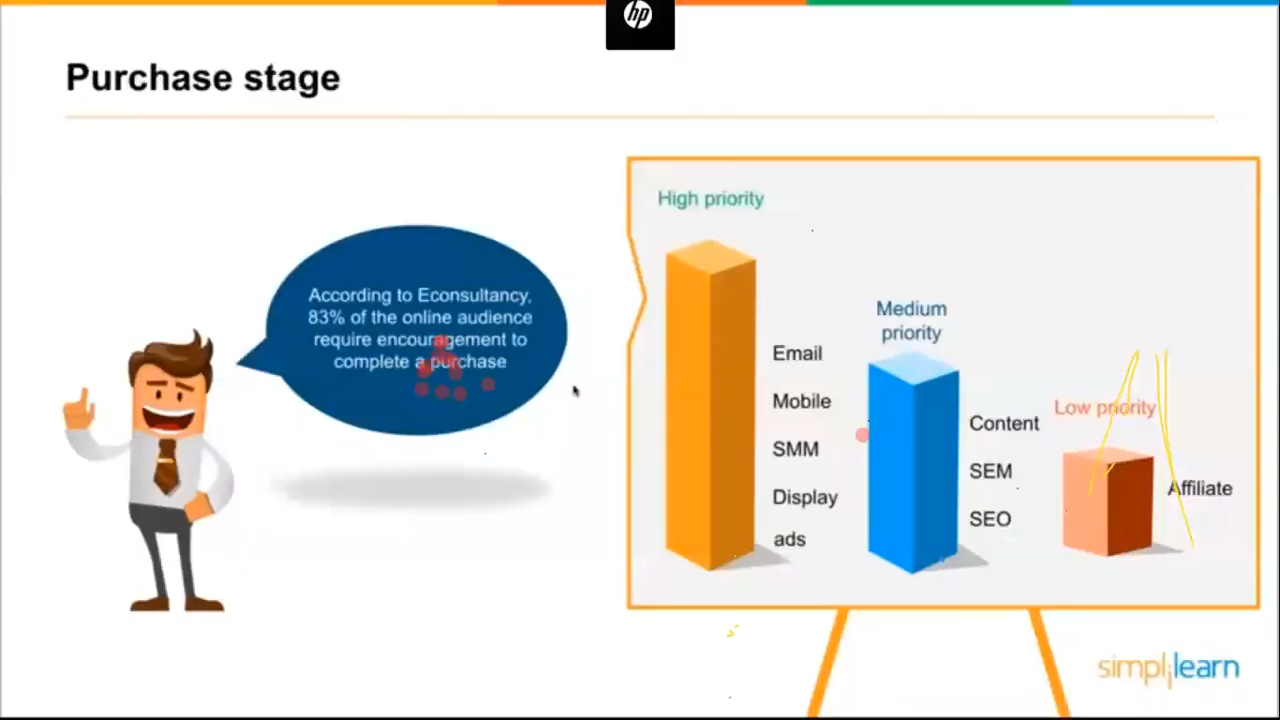 hp
Purchase stage
According to Econsultancy,
83% of the online audience
require encouragement to
complete a purchase
High priority
Email
Mobile
SMM
Display
ads
Medium
priority
Content
SEM
SEO
Low priority
Affiliate
simplilearn